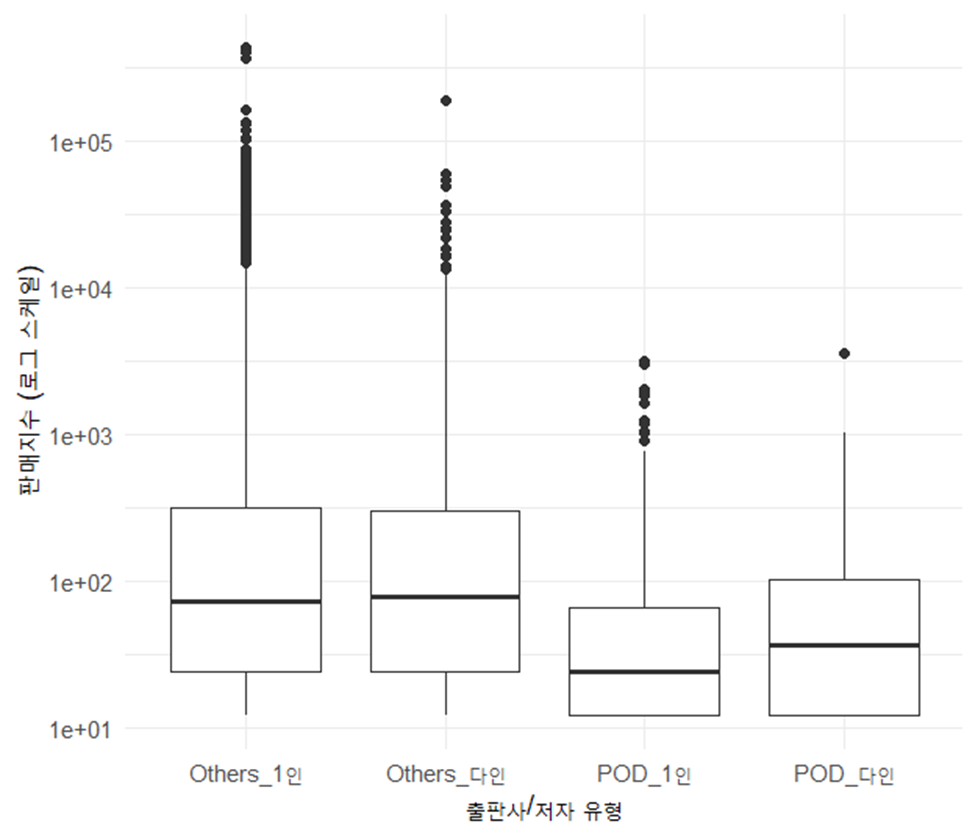 판매지수 (로그 스케일)
1e+05
1e+04
1e+03
1e+02
1e+01
Others_1인
Others_다인
POD_1인
POD_다인
출판사/저자 유형